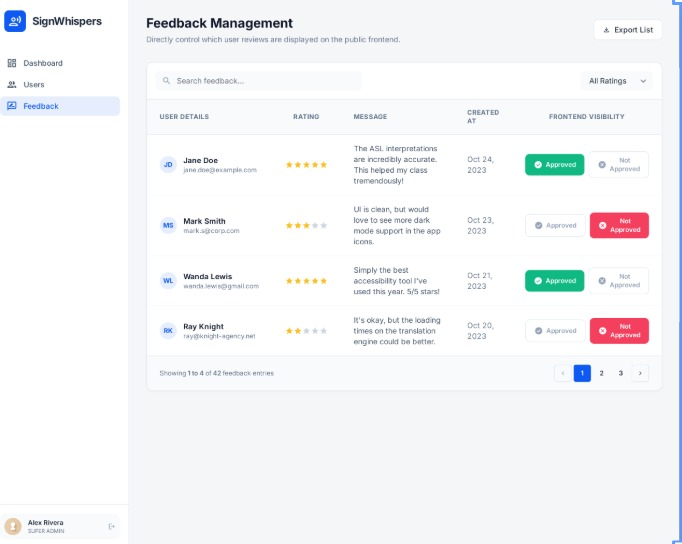 SignWhispers
Dashboard
Users
Feedback
Alex Rivera
SUPER ADMIN
Feedback Management
Directly control which user reviews are displayed on the public frontend.
Export List
Search feedback...
All Ratings
USER DETAILS
RATING
MESSAGE
CREATED
AT
FRONTEND VISIBILITY
JD
Jane Doe
jane.doe@example.com
The ASL interpretations
are incredibly accurate.
This helped my class
tremendously!
Oct 24,
2023
Approved
Not
Approved
MS
Mark Smith
mark.s@corp.com
UI is clean, but would
love to see more dark
mode support in the app
icons.
Oct 23,
2023
Approved
Not
Approved
WL
Wanda Lewis
wanda.lewis@gmail.com
Simply the best
accessibility tool I've
used this year. 5/5 stars!
Oct 21,
2023
Approved
Not
Approved
RK
Ray Knight
ray@knight-agency.net
It's okay, but the loading
times on the translation
engine could be better.
Oct 20,
2023
Approved
Not
Approved
Showing 1 to 4 of 42 feedback entries
‹ 1 2 3 ›